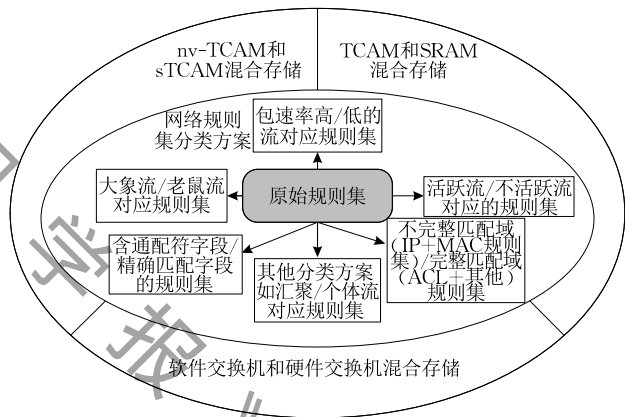 nv-TCAM和
sTCAM混合存储
TCAM和SRAM
混合存储
网络规则
集分类方案
包速率高/低的
流对应规则集
大象流/老鼠流
对应规则集
原始规则集
活跃流/不活跃流
对应的规则集
含通配符字段/
精确匹配字段
的规则集
其他分类方案
如汇聚/个体流
对应规则集
不完整匹配域
(IP+MAC规则
集)/完整匹配域
(ACL+其他)
规则集
软件交换机和硬件交换机混合存储
学
报